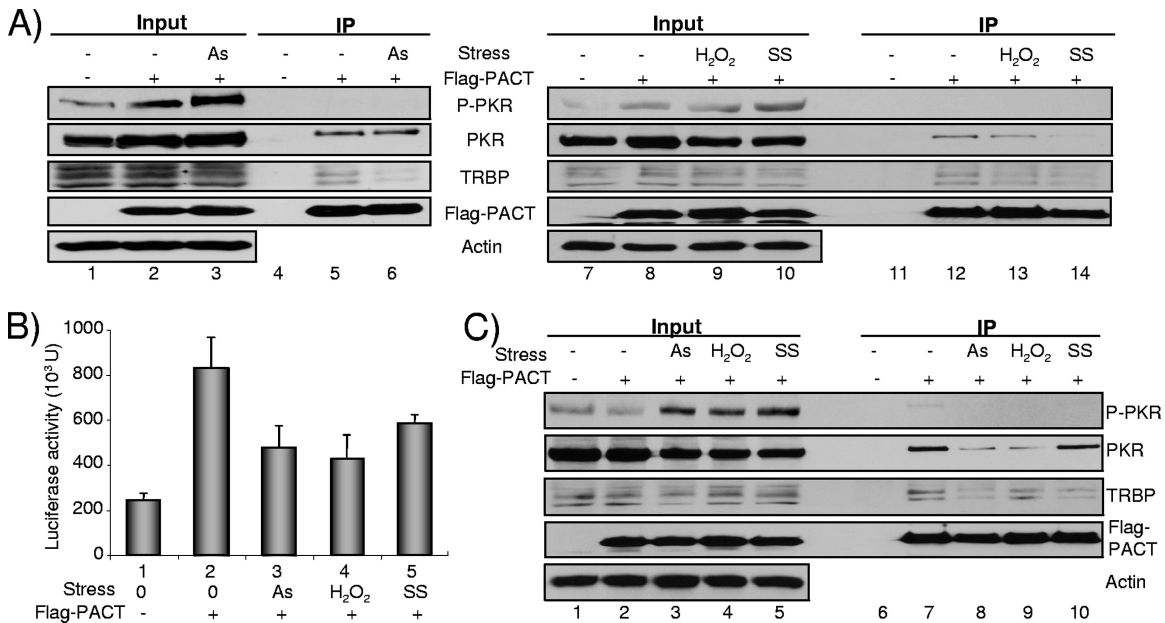 A)
Input IP
- - As - - As
- + + - + +
Stress
Flag-PACT
P-PKR
PKR
TRBP
Flag-PACT
Actin
1 2 3 4 5 6
Input IP
- - H₂O₂ SS - - H₂O₂ SS
- + + + - + + +
7 8 9 10 11 12 13 14
B)
Luciferase activity (10³ U)
1000
800
600
400
200
0
1 2 3 4 5
Stress 0 0 As H₂O₂ SS
Flag-PACT - + + + +
C)
Input IP
Stress - - As H₂O₂ SS - - As H₂O₂ SS
Flag-PACT - + + + + - + + + +
P-PKR
PKR
TRBP
Flag-
PACT
Actin
1 2 3 4 5 6 7 8 9 10